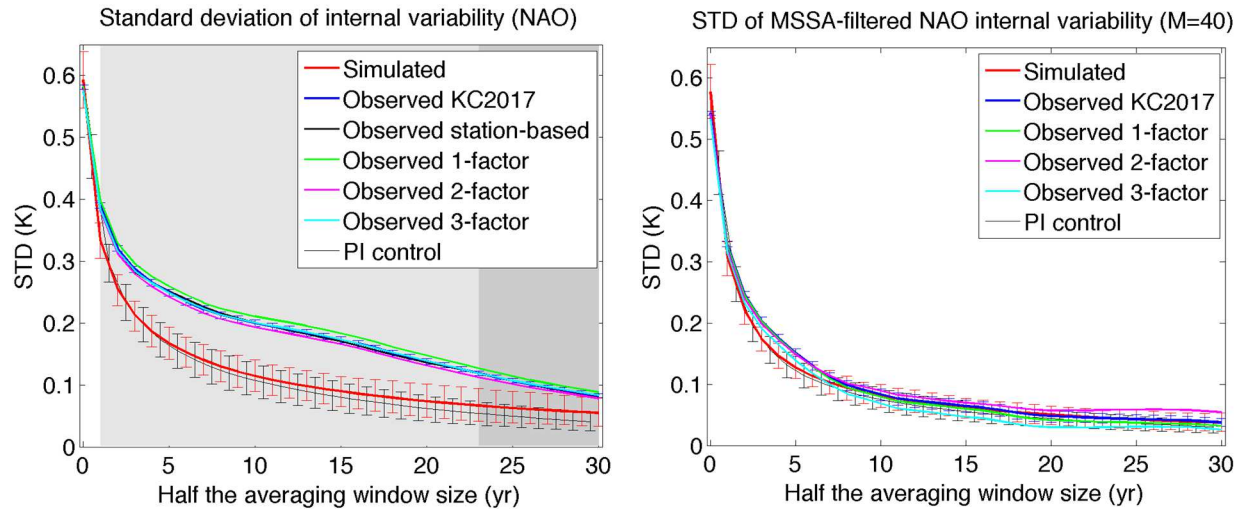 Standard deviation of internal variability (NAO)
STD (K)
0.6
0.5
0.4
0.3
0.2
0.1
0
Simulated
Observed KC2017
Observed station-based
Observed 1-factor
Observed 2-factor
Observed 3-factor
PI control
0 5 10 15 20 25 30
Half the averaging window size (yr)
STD of MSSA-filtered NAO internal variability (M=40)
STD (K)
0.6
0.5
0.4
0.3
0.2
0.1
0
Simulated
Observed KC2017
Observed 1-factor
Observed 2-factor
Observed 3-factor
PI control
0 5 10 15 20 25 30
Half the averaging window size (yr)